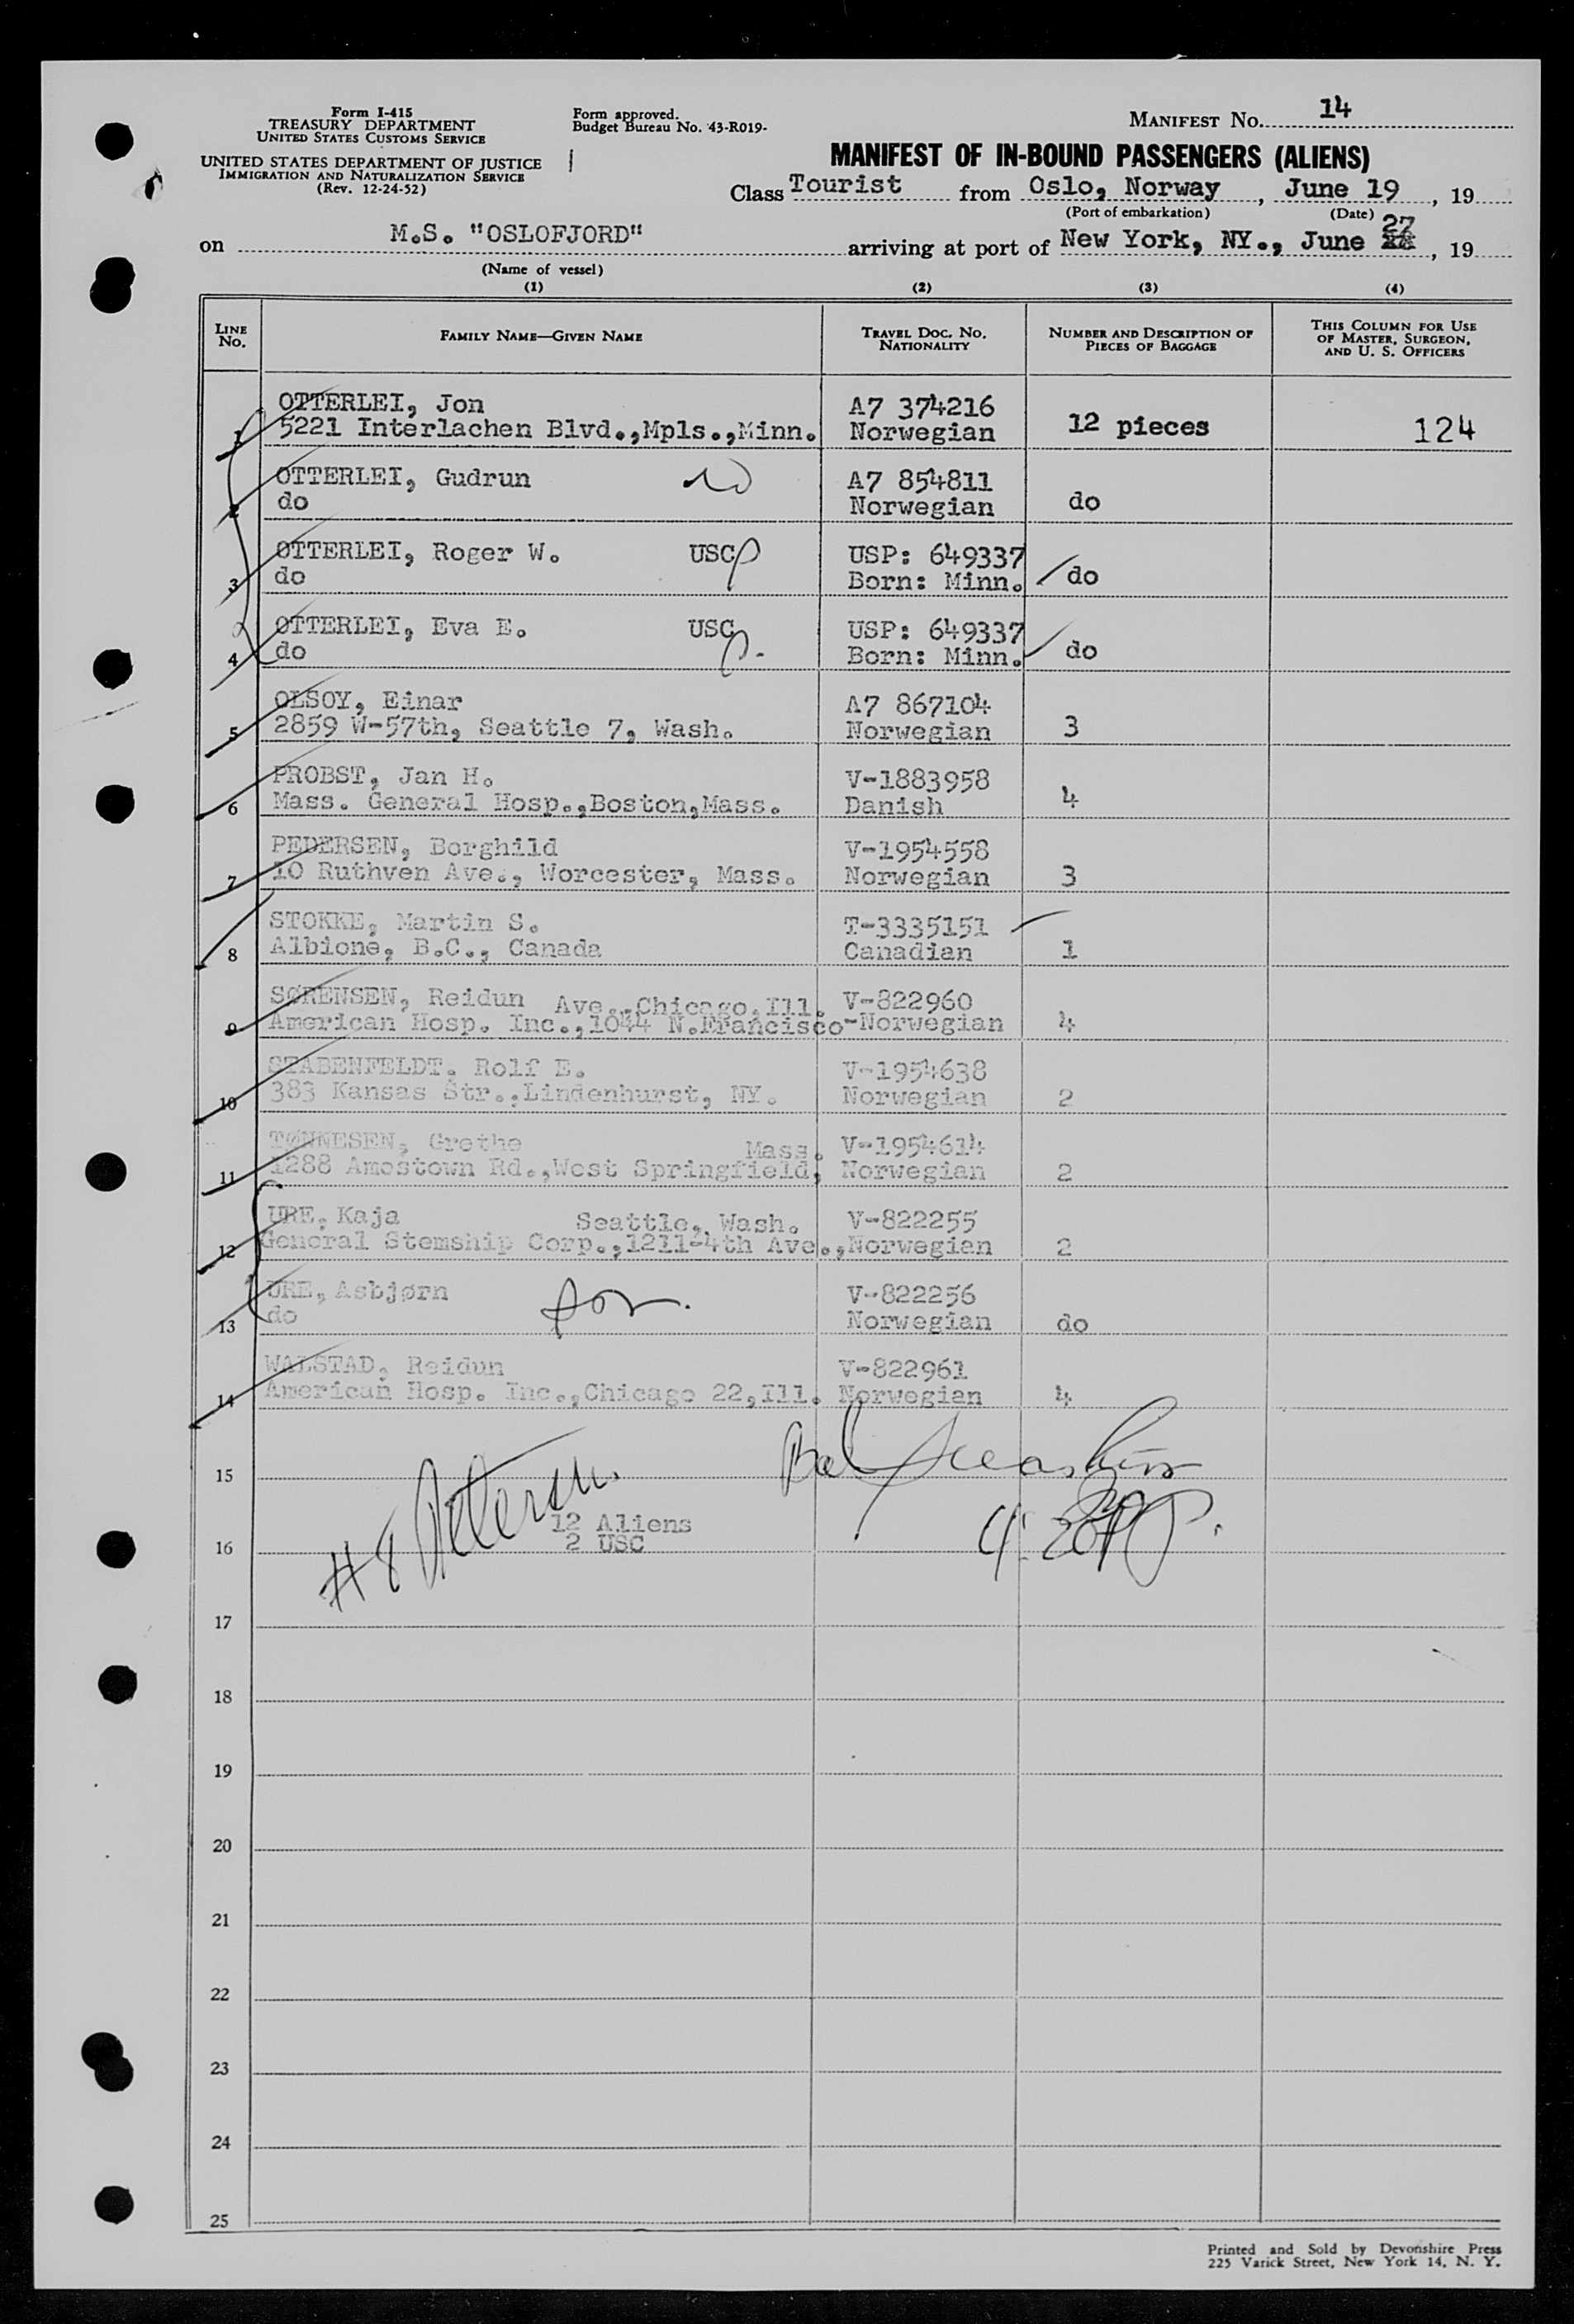 Form I-415
TREASURY DEPARTMENT
UNITED STATES CUSTOMS SERVICE
UNITED STATES DEPARTMENT OF JUSTICE
IMMIGRATION AND NATURALIZATION SERVICE
(Rev. 12-24-52)
Form approved.
Budget Bureau No. 43-R019-
MANIFEST NO. 14
MANIFEST OF IN-BOUND PASSENGERS (ALIENS)
Class Tourist from Oslo, Norway, June 19, 19
(Port of embarkation) (Date)
on M.S. "OSLOFJORD" arriving at port of New York, NY., June 27, 19
(Name of vessel)
(1) (2) (3) (4)
LINE NO. FAMILY NAME—GIVEN NAME TRAVEL DOC. NO. NATIONALITY NUMBER AND DESCRIPTION OF PIECES OF BAGGAGE THIS COLUMN FOR USE OF MASTER, SURGEON, AND U. S. OFFICERS
OTTERLEI, Jon A7 374216
1 5221 Interlachen Blvd.,Mpls.,Minn. Norwegian 12 pieces 124
OTTERLEI, Gudrun A7 854811
2 do Norwegian do
OTTERLEI, Roger W. USC USP: 649337
3 do Born: Minn. do
OTTERLEI, Eva E. USC USP: 649337
4 do Born: Minn. do
OLSOY, Einar A7 867104
5 2859 W-57th, Seattle 7, Wash. Norwegian 3
PROBST, Jan H. V-1883958
6 Mass. General Hosp.,Boston,Mass. Danish 4
PEDERSEN, Borghild V-1954558
7 10 Ruthven Ave., Worcester, Mass. Norwegian 3
STOKKE, Martin S. T-3335151
8 Albione, B.C., Canada Canadian 1
SØRENSEN, Reidun Ave.,Chicago,Ill. V-822960
9 American Hosp. Inc.,1044 N.Francisco-Norwegian 4
STABENFELDT. Rolf E. V-1954638
10 383 Kansas Str.,Lindenhurst, NY. Norwegian 2
TØNNESEN, Grethe Mass. V-1954614
11 1288 Amostown Rd.,West Springfield, Norwegian 2
URE, Kaja Seattle, Wash. V-822255
12 General Stemship Corp.,1211-4th Ave., Norwegian 2
URE, Asbjørn son. V-822256
13 do Norwegian do
WALSTAD, Reidun V-822961
14 American Hosp. Inc.,Chicago 22,Ill. Norwegian 4
15
#8
12 Aliens
16 2 USC
17
18
19
20
21
22
23
24
25
Printed and Sold by Devonshire Press
225 Varick Street, New York 14, N. Y.